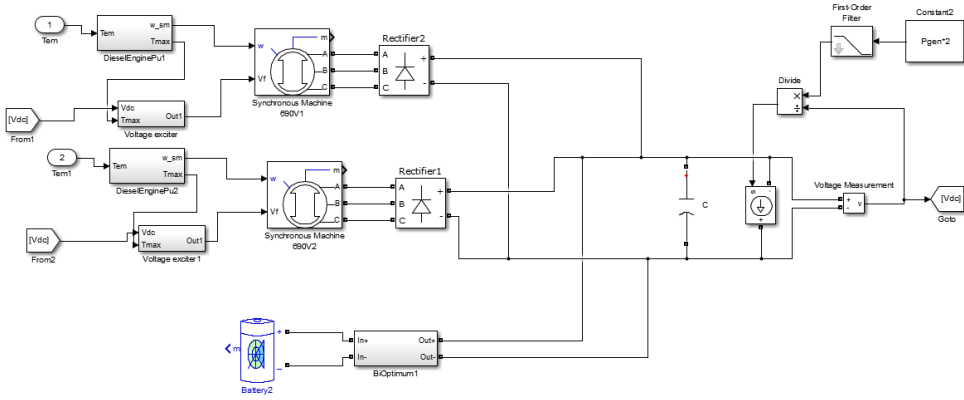 1
Tem
Tem
w_sm
Tmax
DieselEnginePu1
[Vdc]
From1
Vdc
Tmax
Out1
Voltage exciter
w
Vf
m
A
B
C
Synchronous Machine
690V1
Rectifier2
A
B
C
+
-
2
Tem1
Tem
w_sm
Tmax
DieselEnginePu2
[Vdc]
From2
Vdc
Tmax
Out1
Voltage exciter1
w
Vf
m
A
B
C
Synchronous Machine
690V2
Rectifier1
A
B
C
+
-
First-Order
Filter
Constant2
Pgen*2
Divide
×
÷
+
C
s
-
+
Voltage Measurement
+
-
v
[Vdc]
Goto
m
+
_
Battery2
In+
In-
Out+
Out-
BiOptimum1